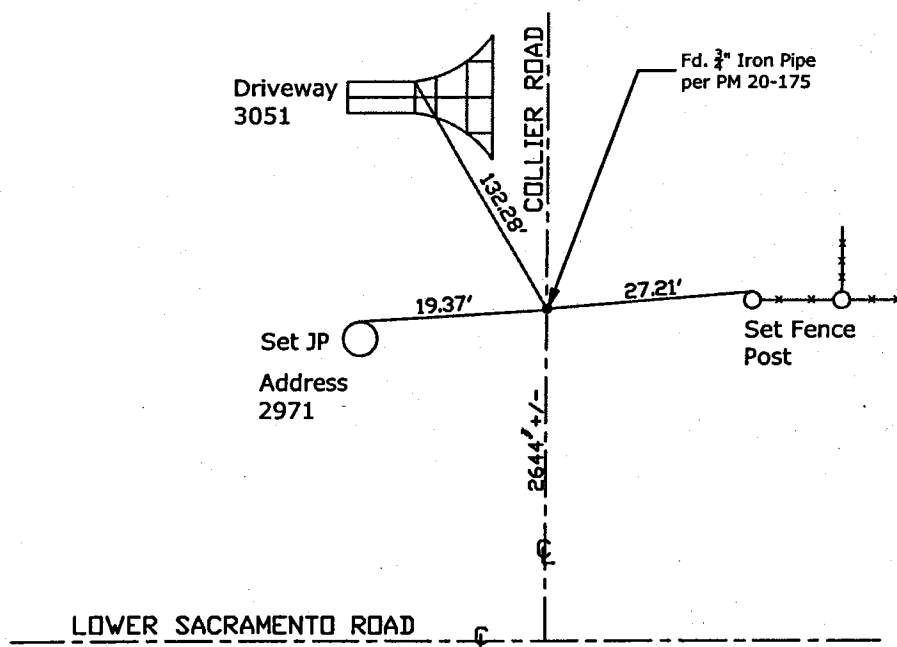 Driveway
3051
COLLIER ROAD
Fd. 3/4" Iron Pipe
per PM 20-175
132.28'
19.37'
27.21'
Set JP
Address
2971
Set Fence
Post
2644' +/-
℄
LOWER SACRAMENTO ROAD
℄